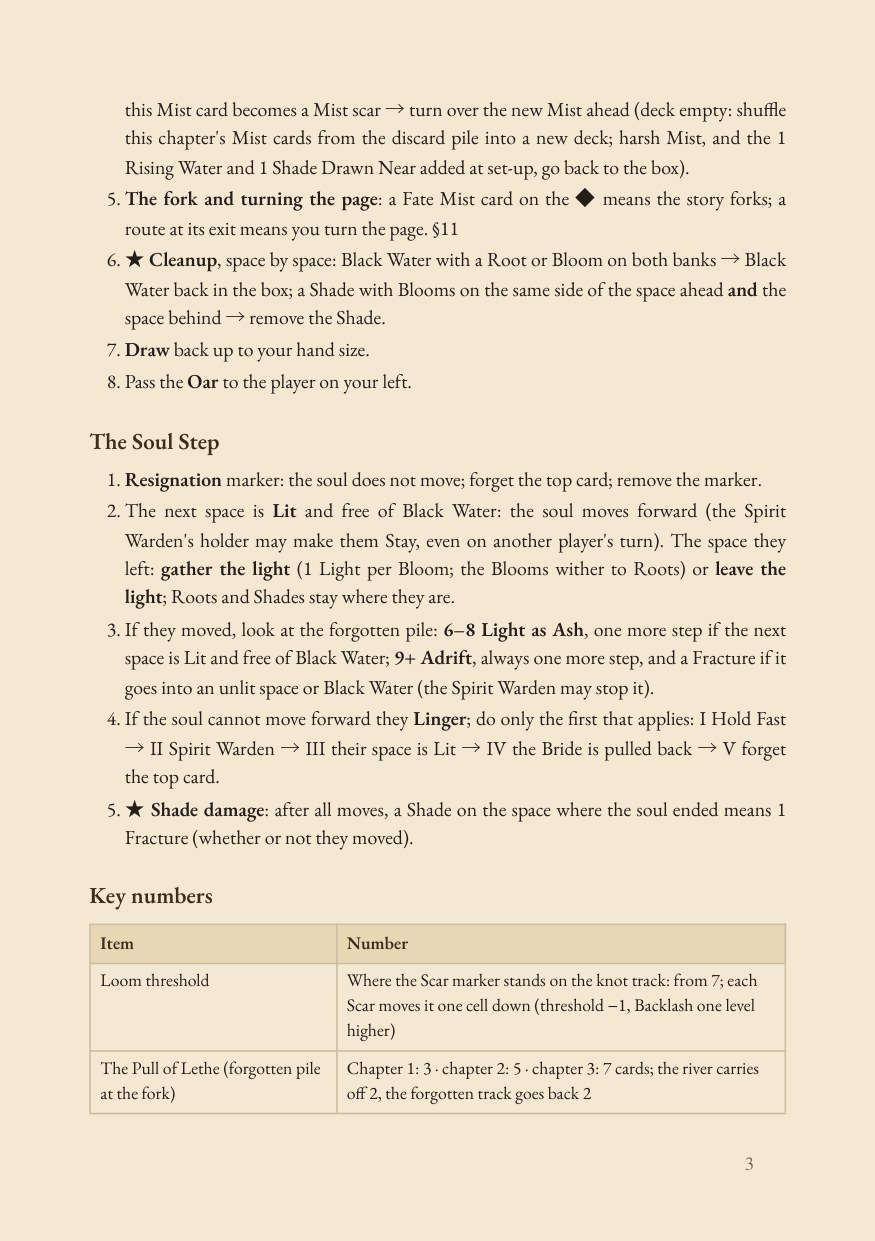 this Mist card becomes a Mist scar → turn over the new Mist ahead (deck empty: shuffle
this chapter's Mist cards from the discard pile into a new deck; harsh Mist, and the 1
Rising Water and 1 Shade Drawn Near added at set-up, go back to the box).
5. The fork and turning the page: a Fate Mist card on the ◆ means the story forks; a
route at its exit means you turn the page. §11
6. ★ Cleanup, space by space: Black Water with a Root or Bloom on both banks → Black
Water back in the box; a Shade with Blooms on the same side of the space ahead and the
space behind → remove the Shade.
7. Draw back up to your hand size.
8. Pass the Oar to the player on your left.
The Soul Step
1. Resignation marker: the soul does not move; forget the top card; remove the marker.
2. The next space is Lit and free of Black Water: the soul moves forward (the Spirit
Warden's holder may make them Stay, even on another player's turn). The space they
left: gather the light (1 Light per Bloom; the Blooms wither to Roots) or leave the
light; Roots and Shades stay where they are.
3. If they moved, look at the forgotten pile: 6–8 Light as Ash, one more step if the next
space is Lit and free of Black Water; 9+ Adrift, always one more step, and a Fracture if it
goes into an unlit space or Black Water (the Spirit Warden may stop it).
4. If the soul cannot move forward they Linger; do only the first that applies: I Hold Fast
→ II Spirit Warden → III their space is Lit → IV the Bride is pulled back → V forget
the top card.
5. ★ Shade damage: after all moves, a Shade on the space where the soul ended means 1
Fracture (whether or not they moved).
Key numbers
Item Number
Loom threshold Where the Scar marker stands on the knot track: from 7; each
Scar moves it one cell down (threshold −1, Backlash one level
higher)
The Pull of Lethe (forgotten pile Chapter 1: 3 · chapter 2: 5 · chapter 3: 7 cards; the river carries
at the fork) off 2, the forgotten track goes back 2
3